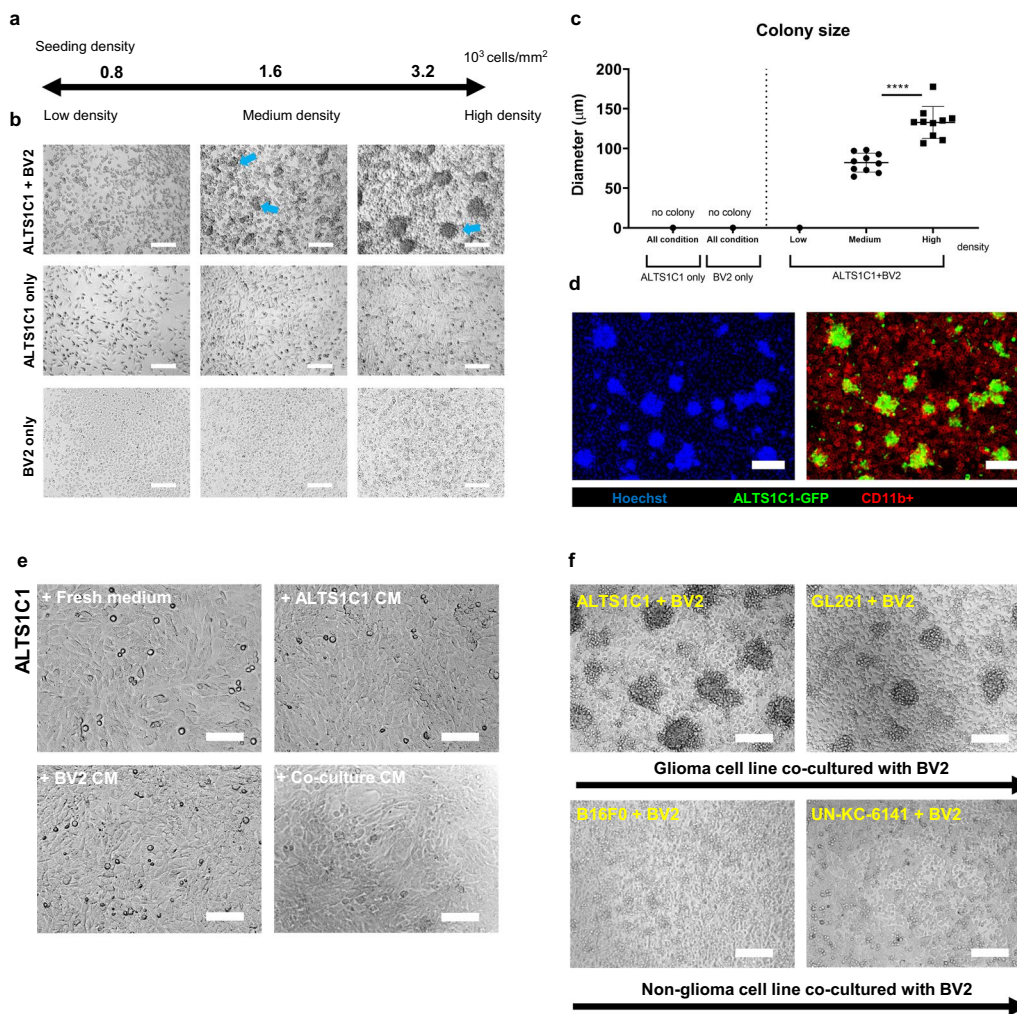 a
Seeding density
0.8 1.6 3.2 10³ cells/mm²
Low density Medium density High density
b
ALTS1C1 + BV2
ALTS1C1 only
BV2 only
c
Colony size
Diameter (μm)
200
150
100
50
0
****
no colony no colony
All condition All condition Low Medium High density
ALTS1C1 only BV2 only ALTS1C1+BV2
d
Hoechst ALTS1C1-GFP CD11b+
e
ALTS1C1
+ Fresh medium + ALTS1C1 CM
+ BV2 CM + Co-culture CM
f
ALTS1C1 + BV2 GL261 + BV2
Glioma cell line co-cultured with BV2
B16F0 + BV2 UN-KC-6141 + BV2
Non-glioma cell line co-cultured with BV2